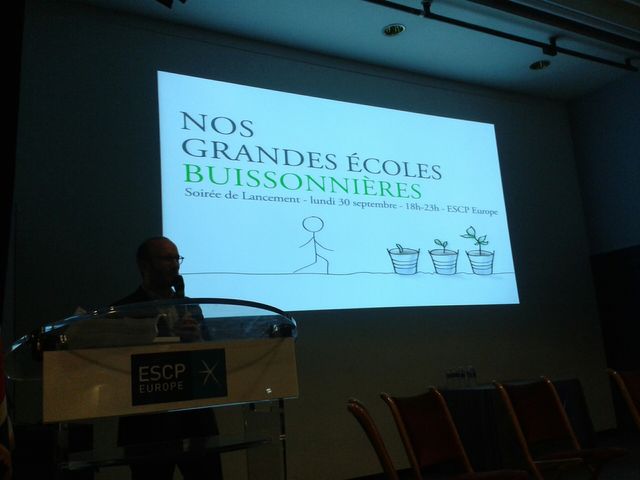 NOS
GRANDES ÉCOLES
BUISSONNIÈRES
Soirée de Lancement - lundi 30 septembre - 18h-23h - ESCP Europe
ESCP
EUROPE